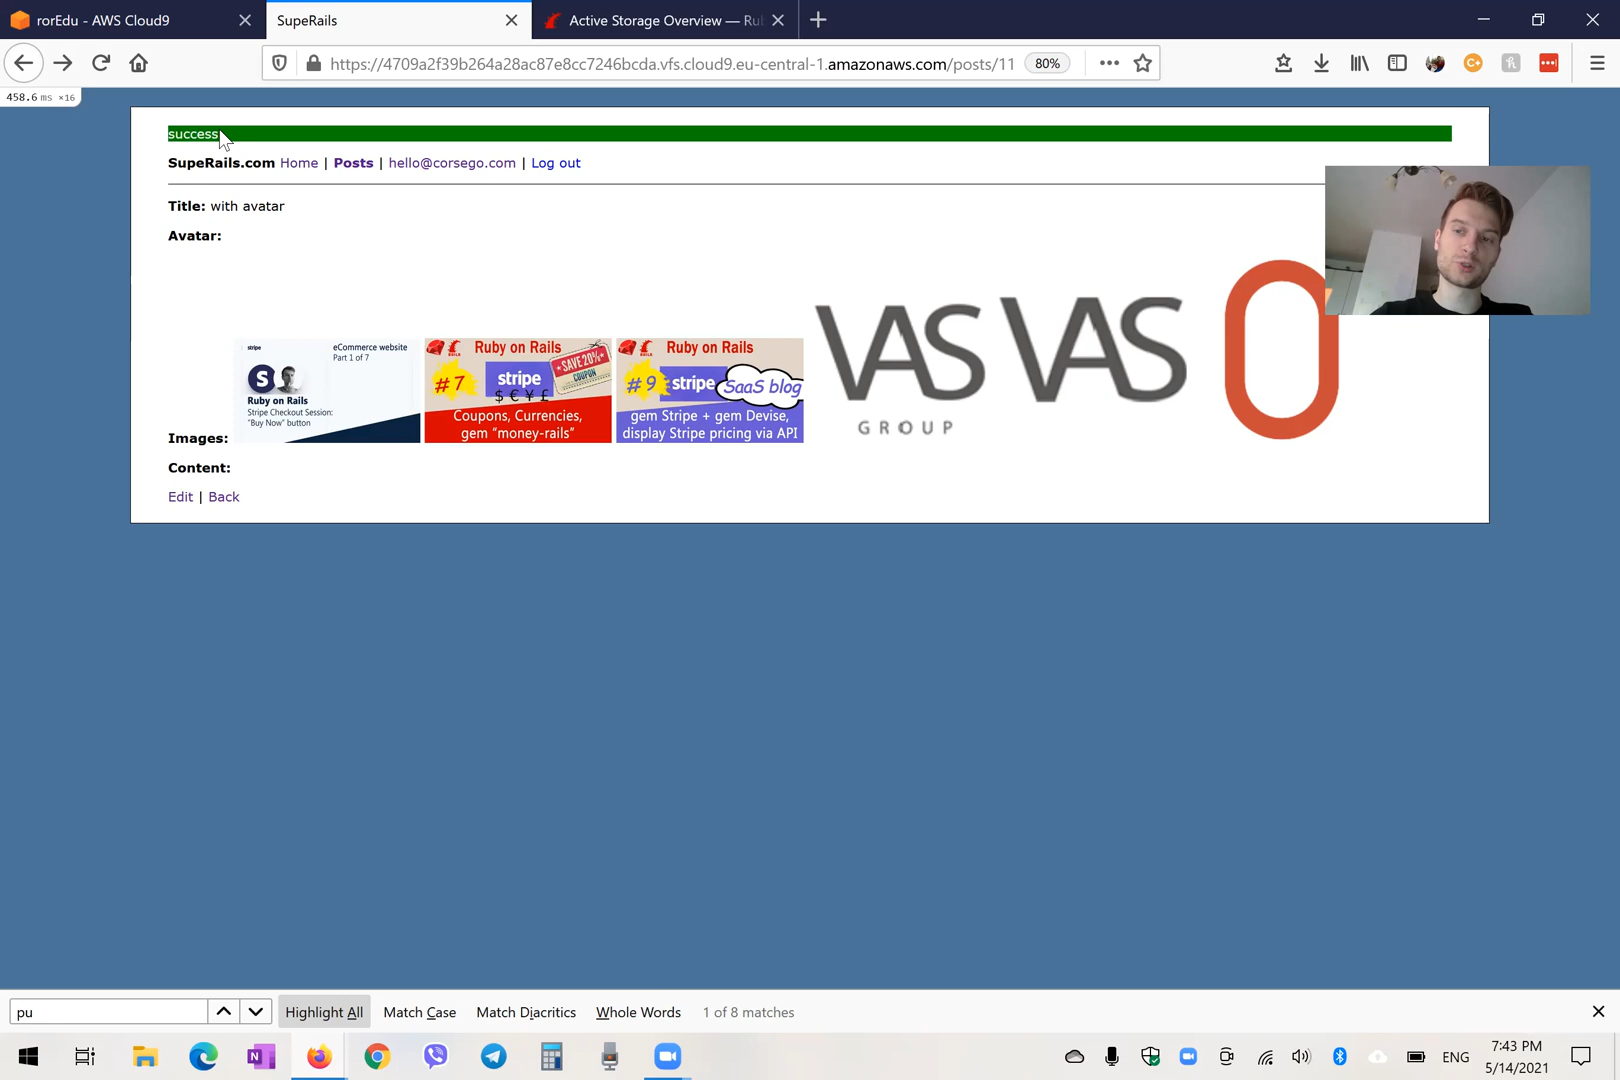 rorEdu - AWS Cloud9
SupeRails
Active Storage Overview — Ru
https://4709a2f39b264a28ac87e8cc7246bcda.vfs.cloud9.eu-central-1.amazonaws.com/posts/11
80%
458.6 ms ×16
success
SupeRails.com Home | Posts | hello@corsego.com | Log out
Title: with avatar
Avatar:
Images:
stripe
eCommerce website
Part 1 of 7
S
Ruby on Rails
Stripe Checkout Session:
"Buy Now" button
Ruby on Rails
#7
stripe
SAVE 20%
COUPON
$ € ¥ £
Coupons, Currencies,
gem "money-rails"
Ruby on Rails
#9
stripe
SaaS blog
gem Stripe + gem Devise,
display Stripe pricing via API
VAS
GROUP
VAS
Content:
Edit | Back
pu
Highlight All
Match Case
Match Diacritics
Whole Words
1 of 8 matches
ENG
7:43 PM
5/14/2021